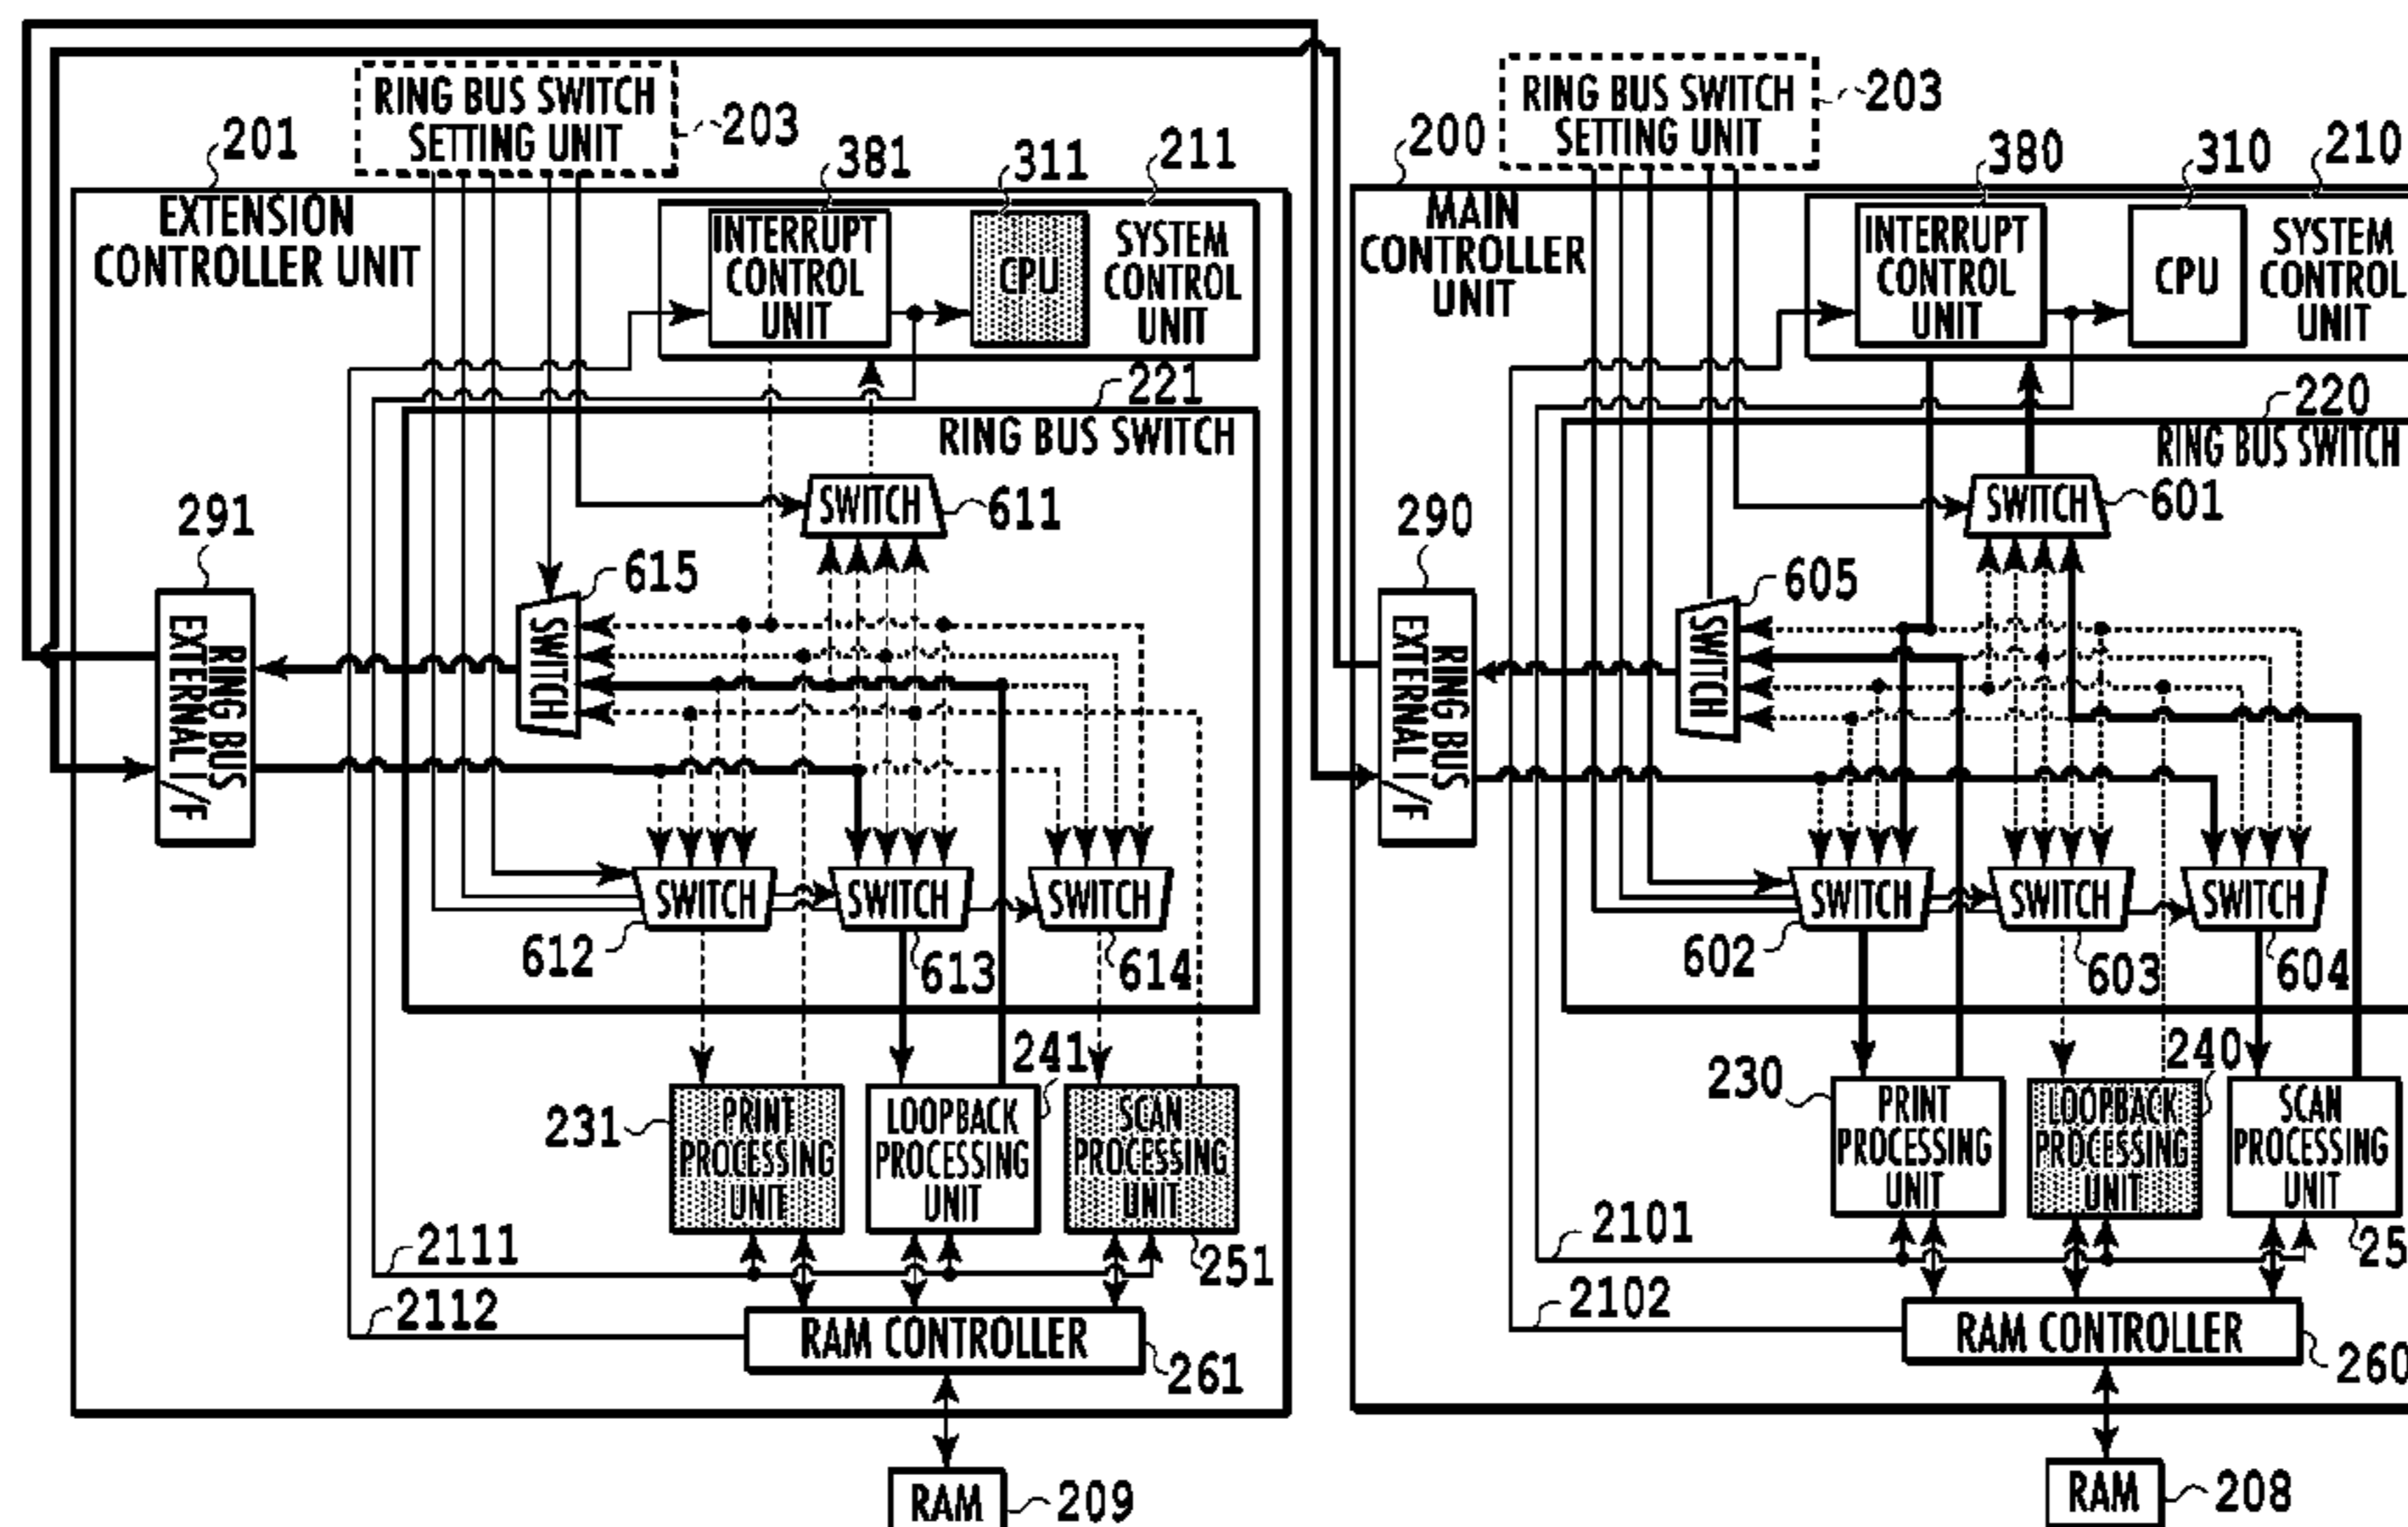 RING BUS SWITCH
SETTING UNIT
203
RING BUS SWITCH
SETTING UNIT
203
201
381
311
211
200
380
310
210
EXTENSION
CONTROLLER UNIT
INTERRUPT
CONTROL
UNIT
CPU
SYSTEM
CONTROL
UNIT
MAIN
CONTROLLER
UNIT
INTERRUPT
CONTROL
UNIT
CPU
SYSTEM
CONTROL
UNIT
221
RING BUS SWITCH
220
RING BUS SWITCH
291
SWITCH
611
290
SWITCH
601
615
SWITCH
605
SWITCH
RING BUS
EXTERNAL I/F
RING BUS
EXTERNAL I/F
SWITCH
SWITCH
SWITCH
612
613
614
SWITCH
SWITCH
SWITCH
602
603
604
241
240
231
PRINT
PROCESSING
UNIT
LOOPBACK
PROCESSING
UNIT
SCAN
PROCESSING
UNIT
251
230
PRINT
PROCESSING
UNIT
LOOPBACK
PROCESSING
UNIT
SCAN
PROCESSING
UNIT
25
2111
2112
2101
2102
RAM CONTROLLER
261
RAM CONTROLLER
260
RAM
209
RAM
208